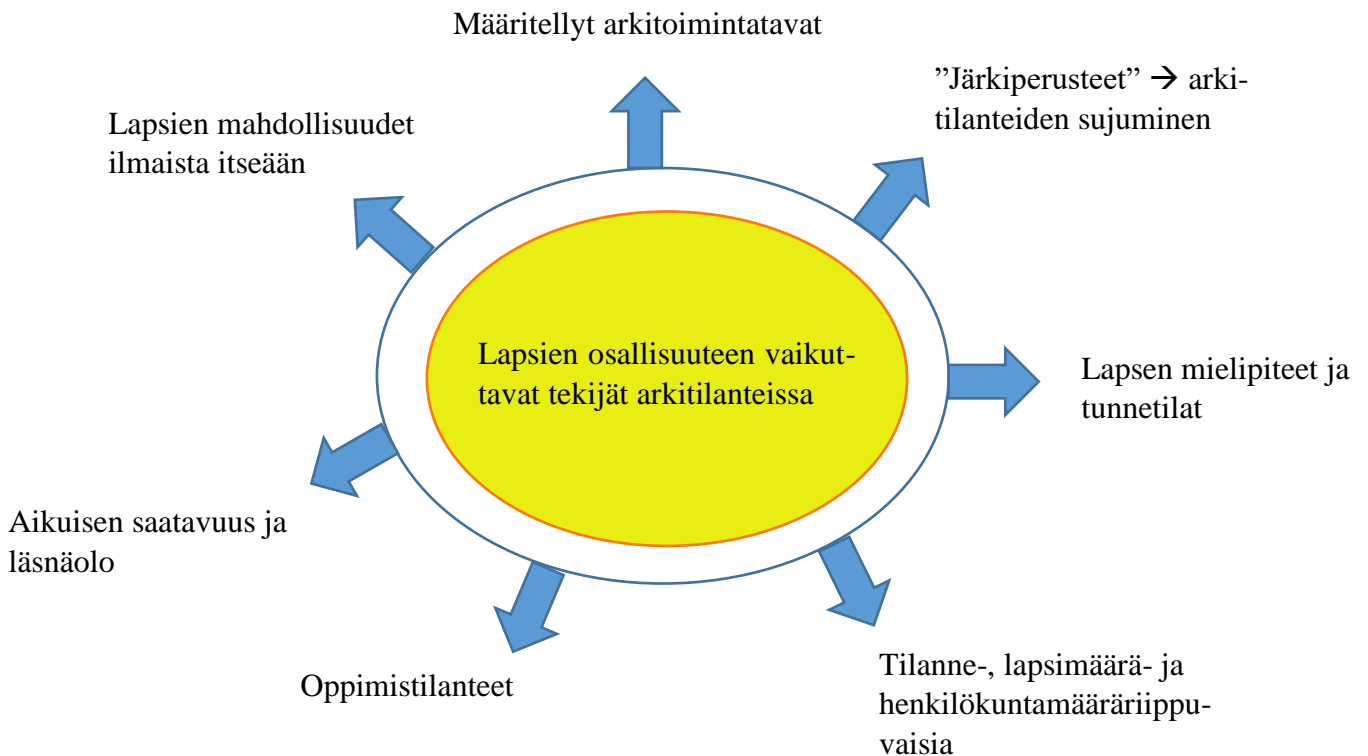 Määritellyt arkitoimintatavat
”Järkiperusteet” → arki-
tilanteiden sujuminen
Lapsien mahdollisuudet
ilmaista itseään
Lapsien osallisuuteen vaikut-
tavat tekijät arkitilanteissa
Lapsen mielipiteet ja
tunnetilat
Aikuisen saatavuus ja
läsnäolo
Oppimistilanteet
Tilanne-, lapsimäärä- ja
henkilökuntamääräriippu-
vaisia